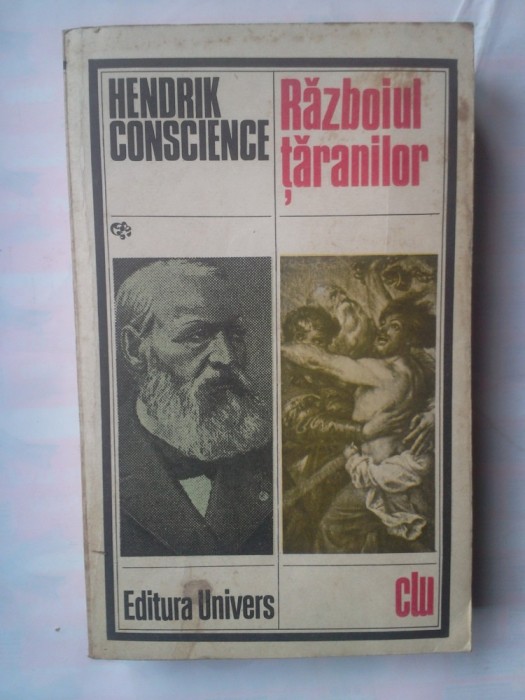 HENDRIK
CONSCIENCE
Războiul
țăranilor
Editura Univers
clu